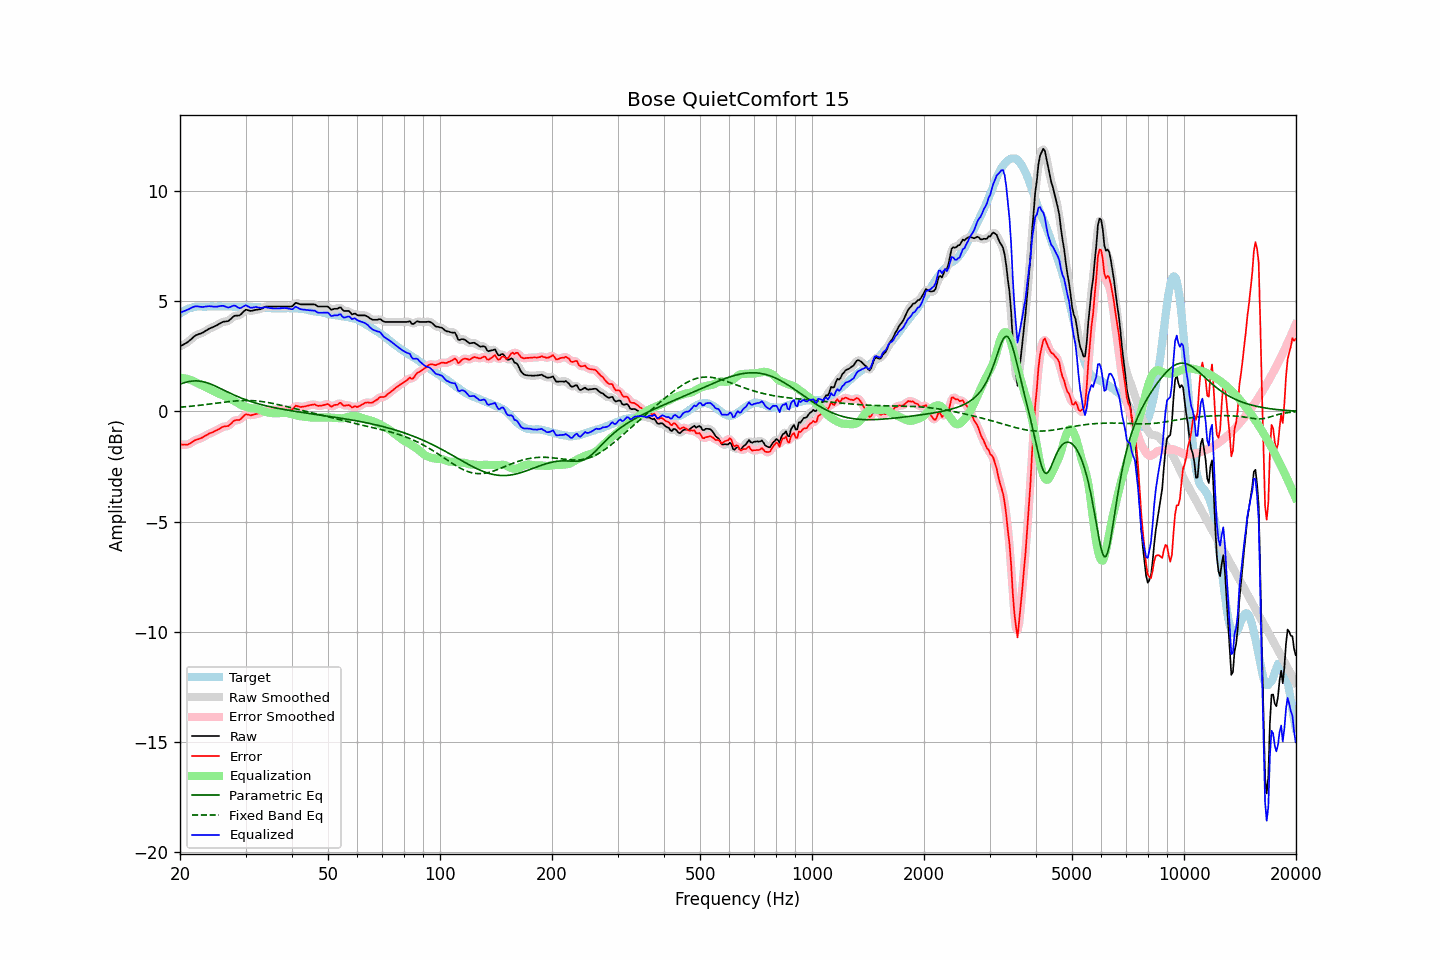 Bose QuietComfort 15
Amplitude (dBr)
10
5
0
−5
−10
−15
−20
Target
Raw Smoothed
Error Smoothed
Raw
Error
Equalization
Parametric Eq
Fixed Band Eq
Equalized
20 50 100 200 500 1000 2000 5000 10000 20000
Frequency (Hz)